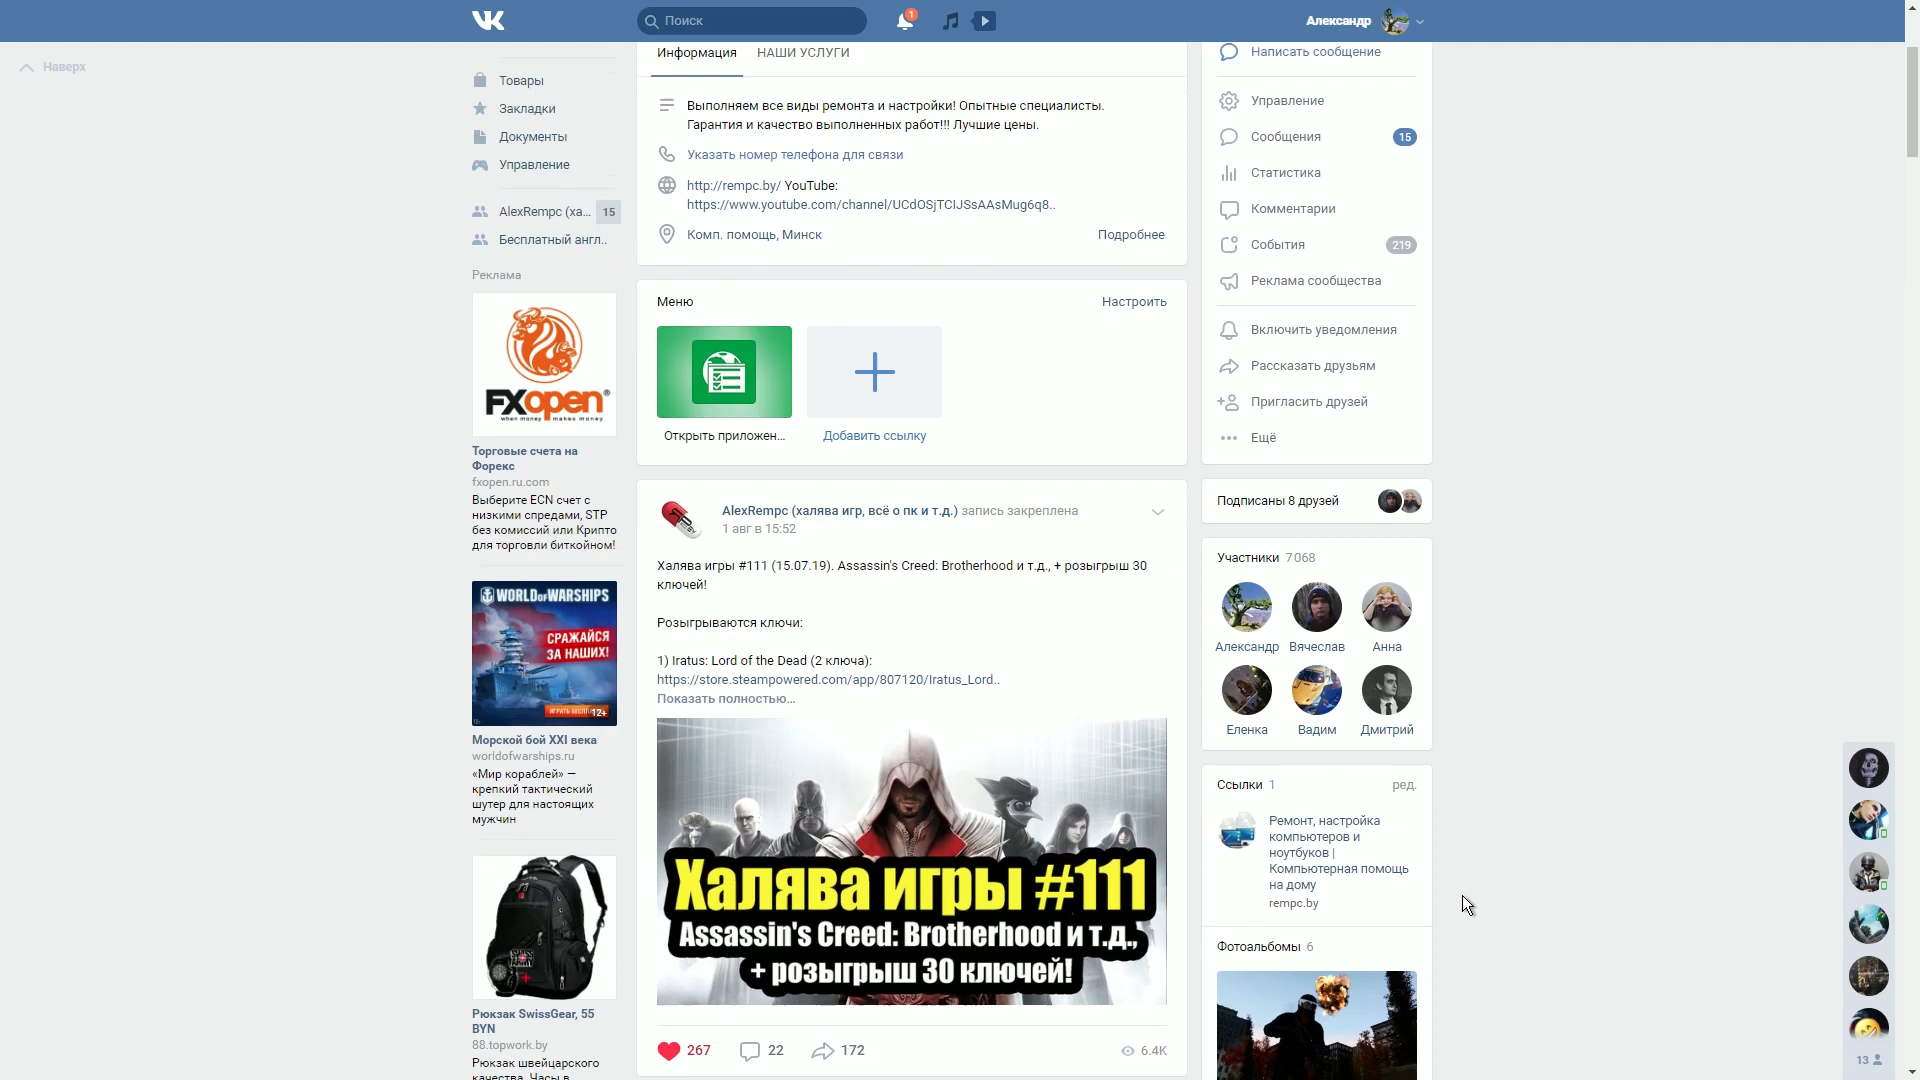 Поиск
1
Александр
Наверх
Товары
Закладки
Документы
Управление
AlexRempc (ха... 15
Бесплатный англ..
Реклама
FXopen®
when money makes money
Торговые счета на
Форекс
fxopen.ru.com
Выберите ECN счет с
низкими спредами, STP
без комиссий или Крипто
для торговли биткойном!
WORLD OF WARSHIPS
СРАЖАЙСЯ
ЗА НАШИХ!
12+
Морской бой XXI века
worldofwarships.ru
«Мир кораблей» —
крепкий тактический
шутер для настоящих
мужчин
Рюкзак SwissGear, 55
BYN
88.topwork.by
Рюкзак швейцарского
качества. Часы в
Информация НАШИ УСЛУГИ
Выполняем все виды ремонта и настройки! Опытные специалисты.
Гарантия и качество выполненных работ!!! Лучшие цены.
Указать номер телефона для связи
http://rempc.by/ YouTube:
https://www.youtube.com/channel/UCdOSjTCIJSsAAsMug6q8..
Комп. помощь, Минск Подробнее
Меню Настроить
Открыть приложен...
Добавить ссылку
AlexRempc (халява игр, всё о пк и т.д.) запись закреплена
1 авг в 15:52
Халява игры #111 (15.07.19). Assassin's Creed: Brotherhood и т.д., + розыгрыш 30
ключей!
Розыгрываются ключи:
1) Iratus: Lord of the Dead (2 ключа):
https://store.steampowered.com/app/807120/Iratus_Lord..
Показать полностью...
Халява игры #111
Assassin's Creed: Brotherhood и т.д.,
+ розыгрыш 30 ключей!
267 22 172 6.4K
Написать сообщение
Управление
Сообщения 15
Статистика
Комментарии
События 219
Реклама сообщества
Включить уведомления
Рассказать друзьям
Пригласить друзей
Ещё
Подписаны 8 друзей
Участники 7 068
Александр Вячеслав Анна
Еленка Вадим Дмитрий
Ссылки 1 ред.
Ремонт, настройка
компьютеров и
ноутбуков |
Компьютерная помощь
на дому
rempc.by
Фотоальбомы 6
13